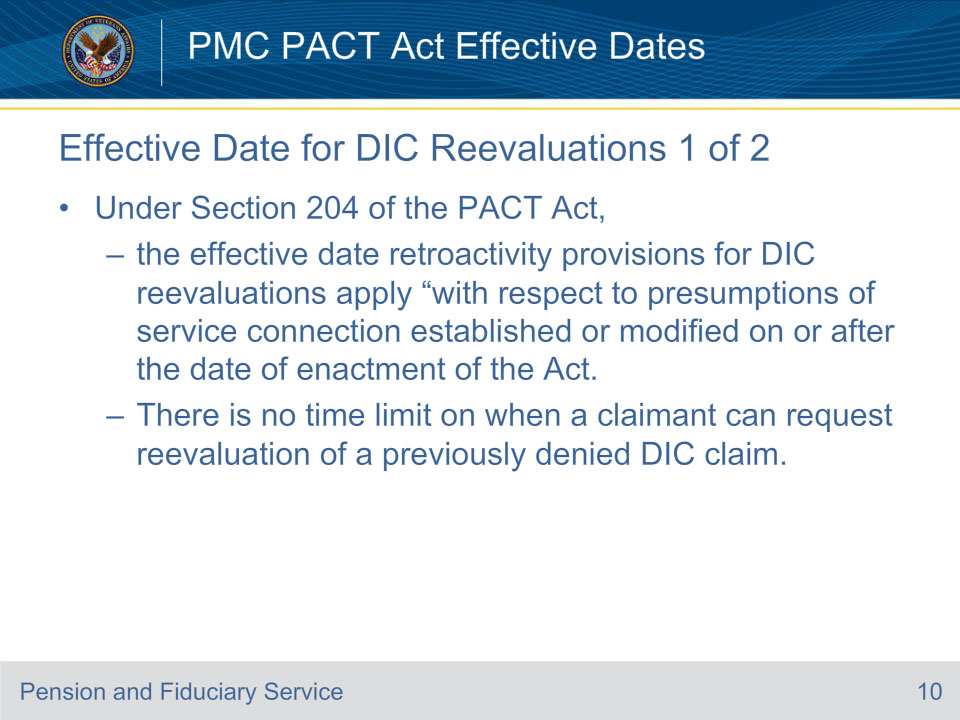 PMC PACT Act Effective Dates
Effective Date for DIC Reevaluations 1 of 2
• Under Section 204 of the PACT Act,
– the effective date retroactivity provisions for DIC
reevaluations apply “with respect to presumptions of
service connection established or modified on or after
the date of enactment of the Act.
– There is no time limit on when a claimant can request
reevaluation of a previously denied DIC claim.
Pension and Fiduciary Service 10